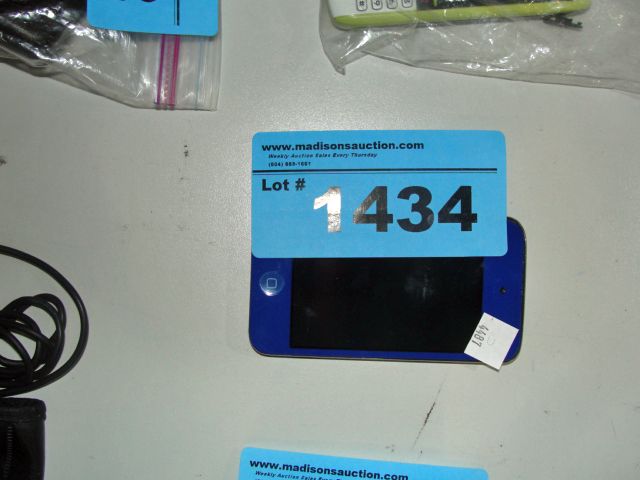 www.madisonsauction.com
Weekly Auction Sales Every Thursday
Lot # 1434
4487
www.madisonsauction.com